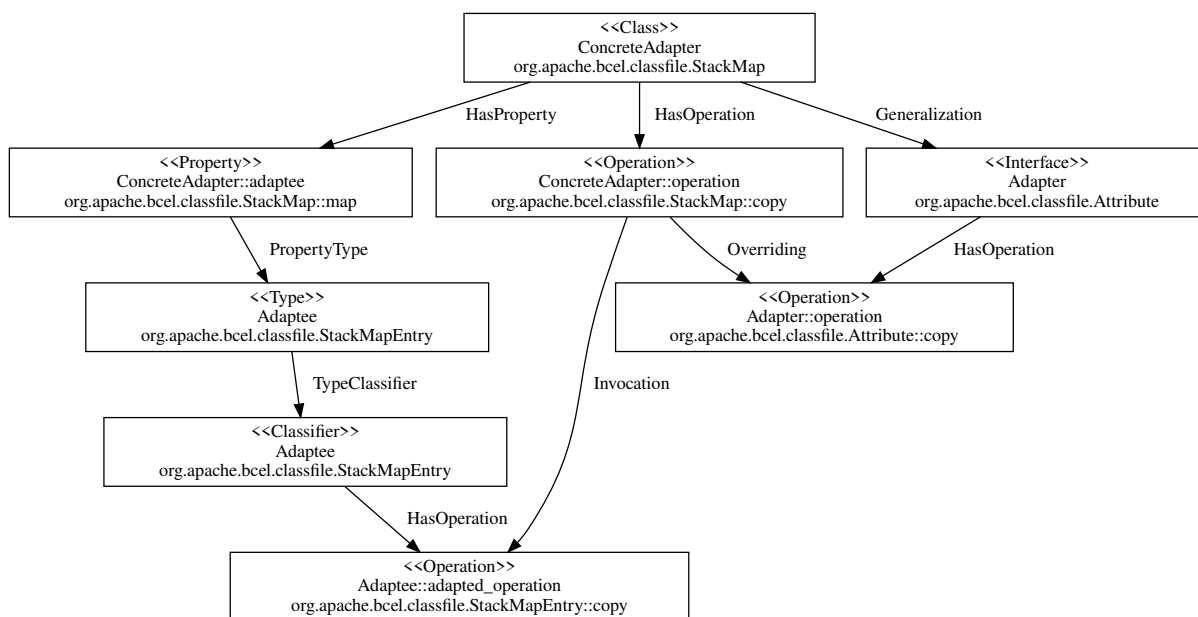 <<Class>>
ConcreteAdapter
org.apache.bcel.classfile.StackMap
HasProperty
HasOperation
Generalization
<<Property>>
ConcreteAdapter::adaptee
org.apache.bcel.classfile.StackMap::map
<<Operation>>
ConcreteAdapter::operation
org.apache.bcel.classfile.StackMap::copy
<<Interface>>
Adapter
org.apache.bcel.classfile.Attribute
PropertyType
Overriding
HasOperation
<<Type>>
Adaptee
org.apache.bcel.classfile.StackMapEntry
<<Operation>>
Adapter::operation
org.apache.bcel.classfile.Attribute::copy
TypeClassifier
Invocation
<<Classifier>>
Adaptee
org.apache.bcel.classfile.StackMapEntry
HasOperation
<<Operation>>
Adaptee::adapted_operation
org.apache.bcel.classfile.StackMapEntry::copy